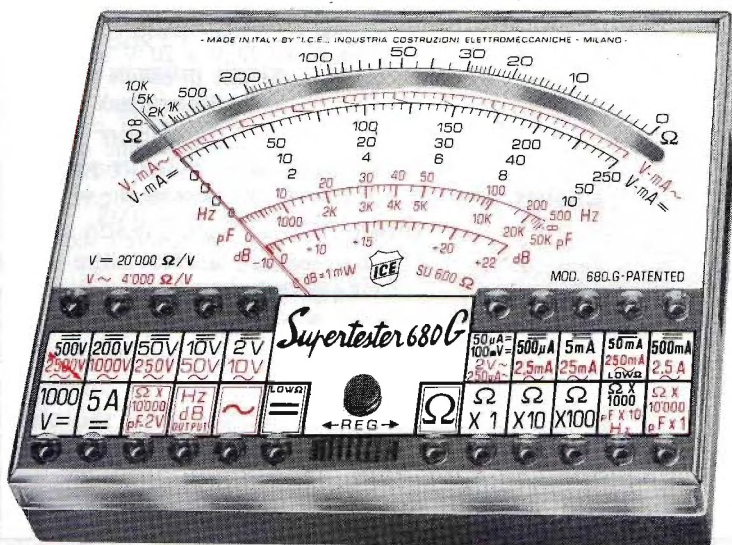 - MADE IN ITALY BY "I.C.E." INDUSTRIA COSTRUZIONI ELETTROMECCANICHE - MILANO -
10K 5K 2K 1K 500 200 100 50 30 20 10 0
Ω ∞ Ω
V-mA~ V-mA~
V-mA= V-mA=
0 50 100 150 200 250
0 10 20 30 40 50
0 2 4 6 8 10
Hz 0 10 20 30 40 50 100 200 500 Hz
pF 0 1000 2K 3K 4K 5K 10K 20K 50K ∞ pF
dB -10 0 +10 +15 +20 +22 dB
dB=1mW ICE SU 600 Ω
V = 20'000 Ω/V
V ~ 4'000 Ω/V
MOD. 680.G-PATENTED
Supertester 680 G
500V 200V 50V 10V 2V
2500V 1000V 250V 50V 10V
50µA= 500µA 5mA 50mA 500mA
100mV= 2,5mA 25mA 250mA 2,5A
2V~
250µA~
LOWΩ
1000 V=
5A =
Ω X 10000 pF.2V
Hz dB OUTPUT
~
LOWΩ =
←REG→
Ω
Ω X 1
Ω X10
Ω X100
Ω X 1000 pF X 10 Hz
Ω X 10'000 pF X 1